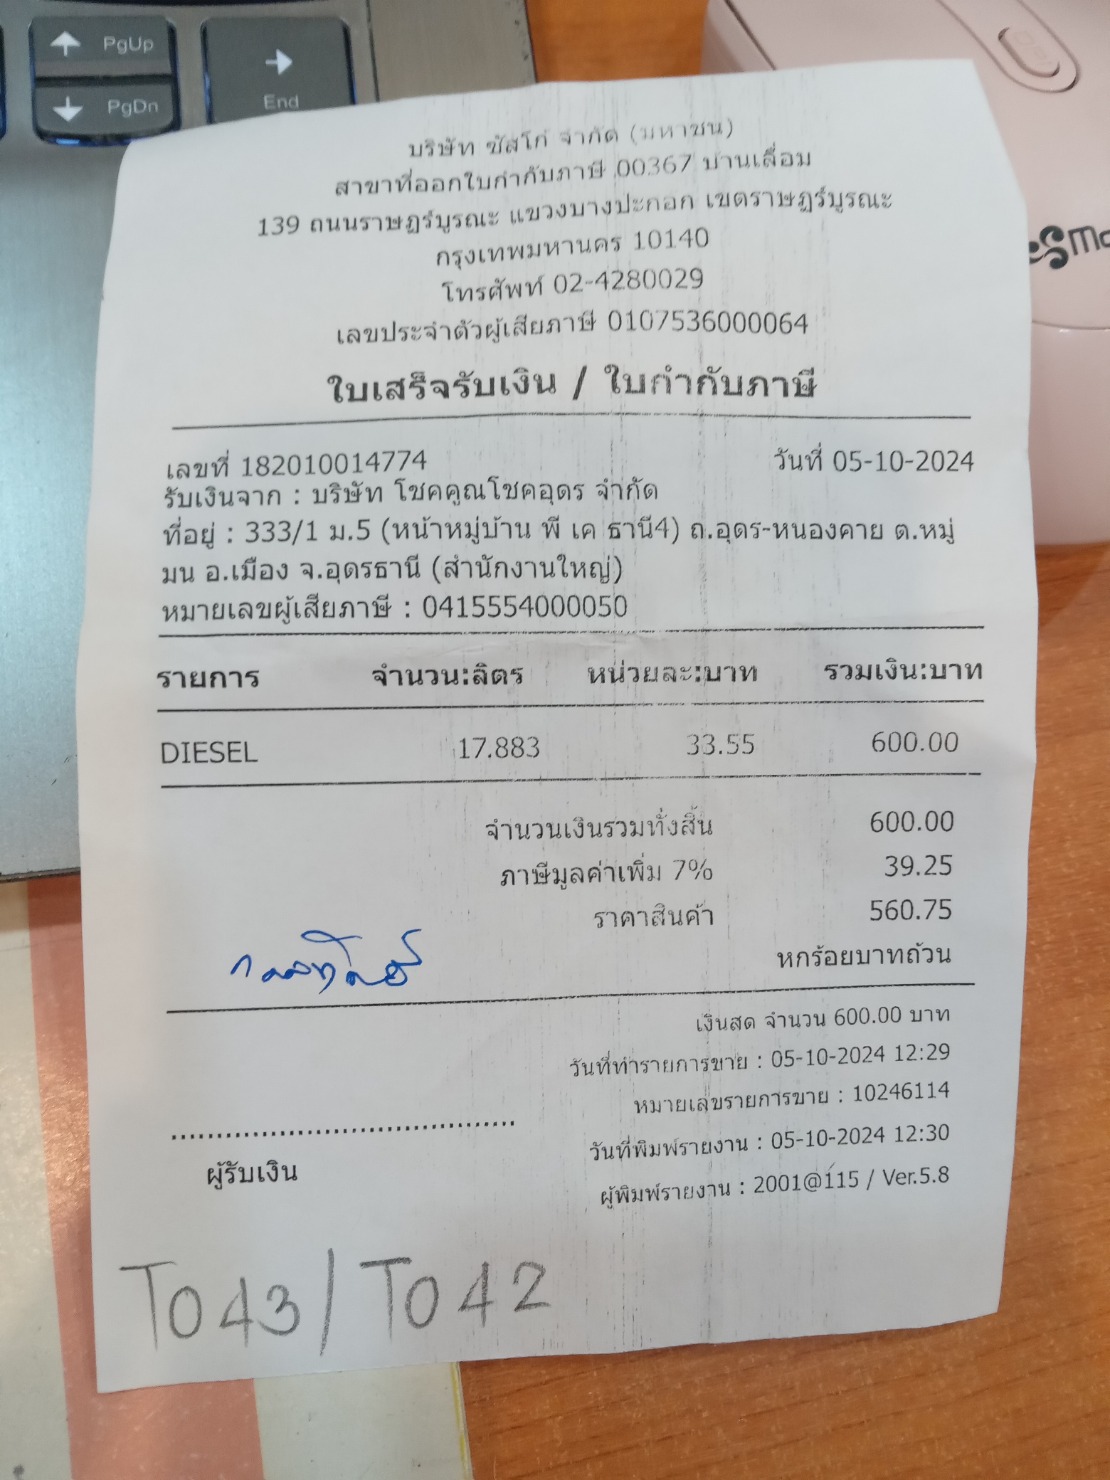 PgUp
PgDn
End
บริษัท ซัสโก้ จำกัด (มหาชน)
สาขาที่ออกใบกำกับภาษี 00367 บ้านเลื่อม
139 ถนนราษฎร์บูรณะ แขวงบางปะกอก เขตราษฎร์บูรณะ
กรุงเทพมหานคร 10140
โทรศัพท์ 02-4280029
เลขประจำตัวผู้เสียภาษี 0107536000064
ใบเสร็จรับเงิน / ใบกำกับภาษี
เลขที่ 182010014774 วันที่ 05-10-2024
รับเงินจาก : บริษัท โชคคูณโชคอุดร จำกัด
ที่อยู่ : 333/1 ม.5 (หน้าหมู่บ้าน พี เค ธานี4) ถ.อุดร-หนองคาย ต.หมู่
มน อ.เมือง จ.อุดรธานี (สำนักงานใหญ่)
หมายเลขผู้เสียภาษี : 0415554000050
รายการ จำนวน:ลิตร หน่วยละ:บาท รวมเงิน:บาท
DIESEL 17.883 33.55 600.00
จำนวนเงินรวมทั้งสิ้น 600.00
ภาษีมูลค่าเพิ่ม 7% 39.25
ราคาสินค้า 560.75
หกร้อยบาทถ้วน
เงินสด จำนวน 600.00 บาท
วันที่ทำรายการขาย : 05-10-2024 12:29
หมายเลขรายการขาย : 10246114
วันที่พิมพ์รายงาน : 05-10-2024 12:30
ผู้พิมพ์รายงาน : 2001@115 / Ver.5.8
ผู้รับเงิน
T043/T042